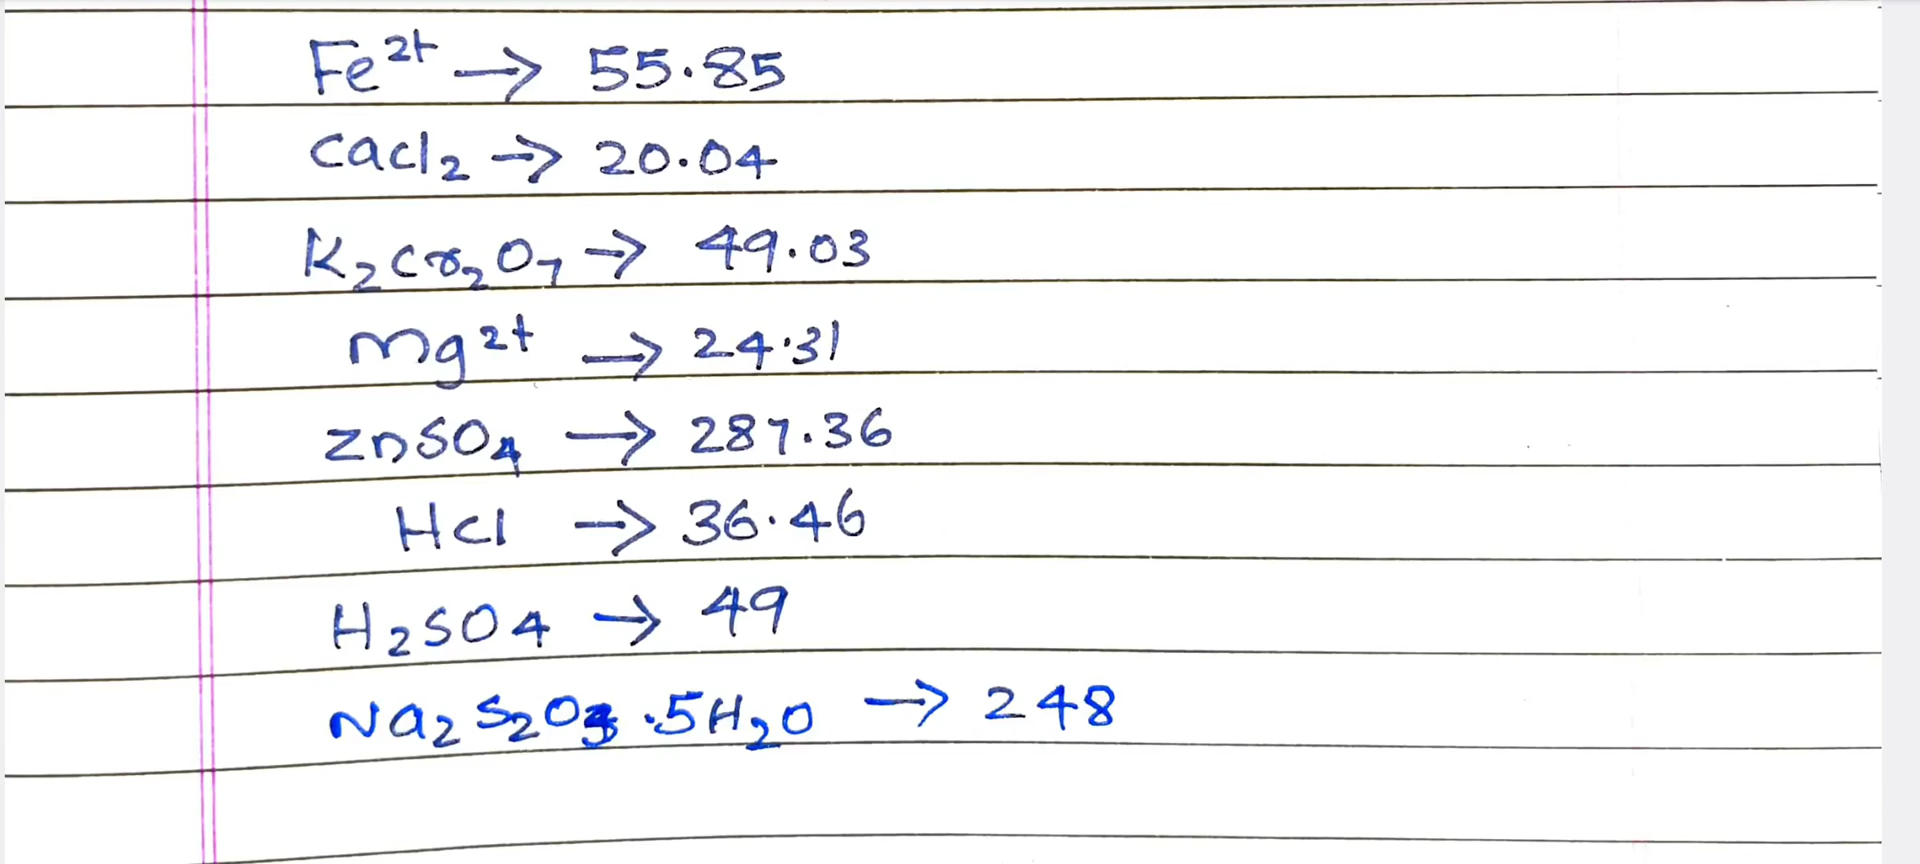 Fe²⁺ → 55.85
CaCl₂ → 20.04
K₂Cr₂O₇ → 49.03
Mg²⁺ → 24.31
ZnSO₄ → 287.36
HCl → 36.46
H₂SO₄ → 49
Na₂S₂O₃.5H₂O → 248